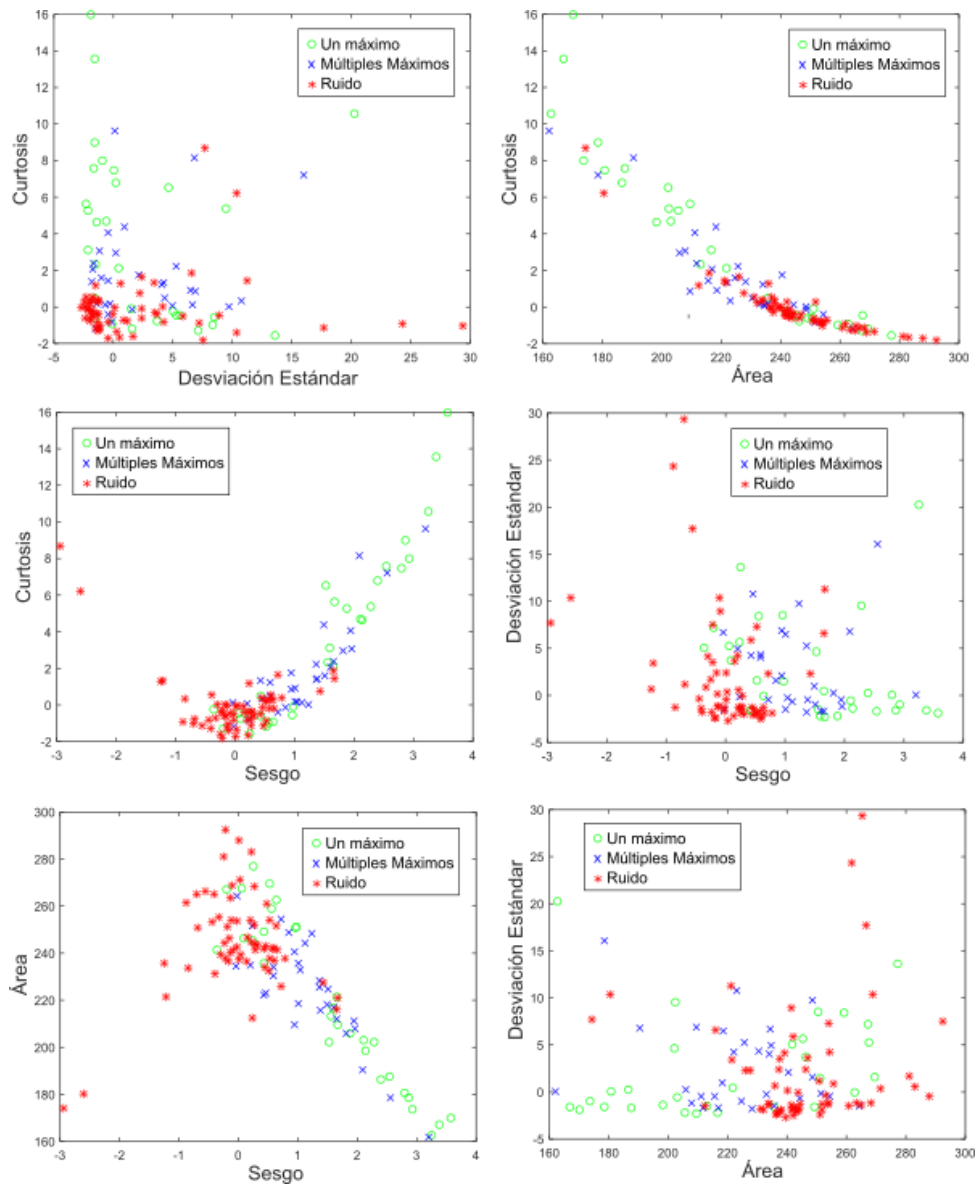 16
14
12
10
8
6
4
2
0
-2
Curtosis
Un máximo
Múltiples Máximos
Ruido
-5 0 5 10 15 20 25 30
Desviación Estándar
16
14
12
10
8
6
4
2
0
-2
Curtosis
Un máximo
Múltiples Máximos
Ruido
160 180 200 220 240 260 280 300
Área
16
14
12
10
8
6
4
2
0
-2
Curtosis
Un máximo
Múltiples Máximos
Ruido
-3 -2 -1 0 1 2 3 4
Sesgo
30
25
20
15
10
5
0
-5
Desviación Estándar
Un máximo
Múltiples Máximos
Ruido
-3 -2 -1 0 1 2 3 4
Sesgo
300
280
260
240
220
200
180
160
Área
Un máximo
Múltiples Máximos
Ruido
-3 -2 -1 0 1 2 3 4
Sesgo
30
25
20
15
10
5
0
-5
Desviación Estándar
Un máximo
Múltiples Máximos
Ruido
160 180 200 220 240 260 280 300
Área